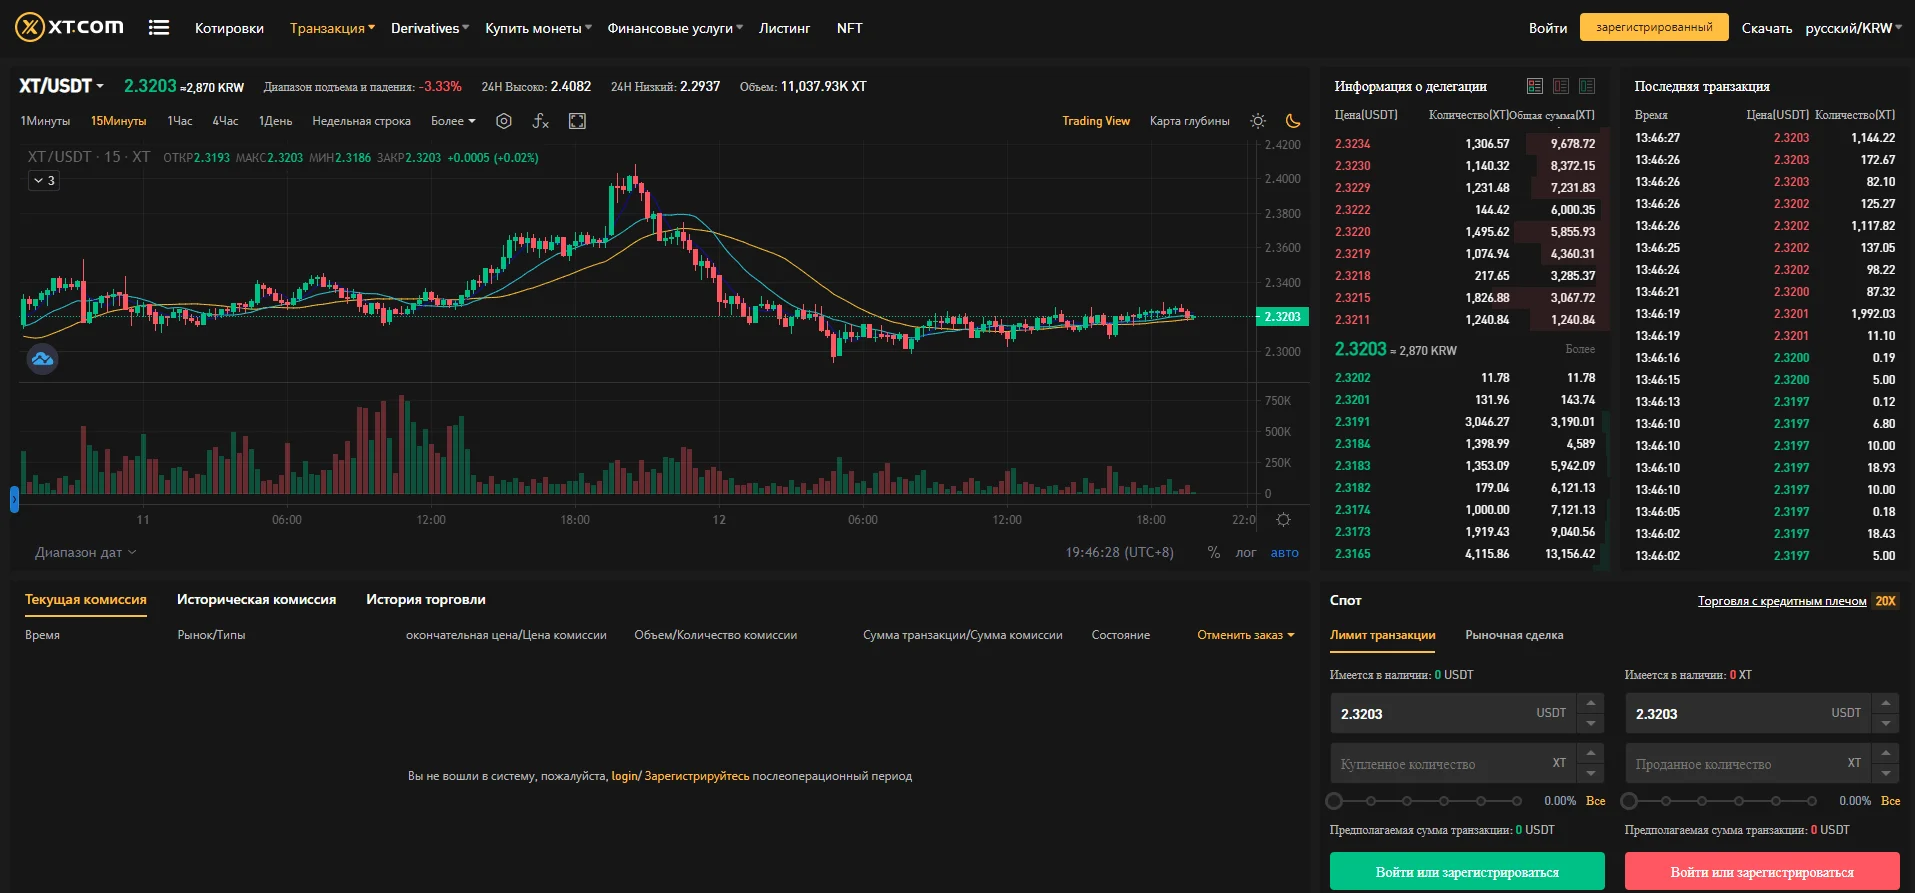 XT.COM Котировки Транзакция Derivatives Купить монеты Финансовые услуги Листинг NFT Войти зарегистрированный Скачать русский/KRW
XT/USDT 2.3203 ≈2,870 KRW Диапазон подъема и падения: -3.33% 24H Высоко: 2.4082 24H Низкий: 2.2937 Объем: 11,037.93K XT
1Минуты 15Минуты 1Час 4Час 1День Недельная строка Более Trading View Карта глубины
XT/USDT · 15 · XT ОТКР2.3193 МАКС2.3203 МИН2.3186 ЗАКР2.3203 +0.0005 (+0.02%)
3
2.4200
2.4000
2.3800
2.3600
2.3400
2.3203
2.3000
750K
500K
250K
0
11 06:00 12:00 18:00 12 06:00 12:00 18:00 22:0
Диапазон дат 19:46:28 (UTC+8) % лог авто
Информация о делегации
Цена(USDT) Количество(XT) Общая сумма(XT)
2.3234 1,306.57 9,678.72
2.3230 1,140.32 8,372.15
2.3229 1,231.48 7,231.83
2.3222 144.42 6,000.35
2.3220 1,495.62 5,855.93
2.3219 1,074.94 4,360.31
2.3218 217.65 3,285.37
2.3215 1,826.88 3,067.72
2.3211 1,240.84 1,240.84
2.3203 ≈ 2,870 KRW Более
2.3202 11.78 11.78
2.3201 131.96 143.74
2.3191 3,046.27 3,190.01
2.3184 1,398.99 4,589
2.3183 1,353.09 5,942.09
2.3182 179.04 6,121.13
2.3174 1,000.00 7,121.13
2.3173 1,919.43 9,040.56
2.3165 4,115.86 13,156.42
Последняя транзакция
Время Цена(USDT) Количество(XT)
13:46:27 2.3203 1,144.22
13:46:26 2.3203 172.67
13:46:26 2.3203 82.10
13:46:26 2.3202 125.27
13:46:26 2.3202 1,117.82
13:46:25 2.3202 137.05
13:46:24 2.3202 98.22
13:46:21 2.3200 87.32
13:46:19 2.3201 1,992.03
13:46:19 2.3201 11.10
13:46:16 2.3200 0.19
13:46:15 2.3200 5.00
13:46:13 2.3197 0.12
13:46:10 2.3197 6.80
13:46:10 2.3197 10.00
13:46:10 2.3197 18.93
13:46:10 2.3197 10.00
13:46:05 2.3197 0.18
13:46:02 2.3197 18.43
13:46:02 2.3197 5.00
Текущая комиссия Историческая комиссия История торговли
Время Рынок/Типы окончательная цена/Цена комиссии Объем/Количество комиссии Сумма транзакции/Сумма комиссии Состояние Отменить заказ
Вы не вошли в систему, пожалуйста, login/ Зарегистрируйтесь послеоперационный период
Спот Торговля с кредитным плечом 20X
Лимит транзакции Рыночная сделка
Имеется в наличии: 0 USDT Имеется в наличии: 0 XT
2.3203 USDT 2.3203 USDT
Купленное количество XT Проданное количество XT
0.00% Все 0.00% Все
Предполагаемая сумма транзакции: 0 USDT Предполагаемая сумма транзакции: 0 USDT
Войти или зарегистрироваться Войти или зарегистрироваться